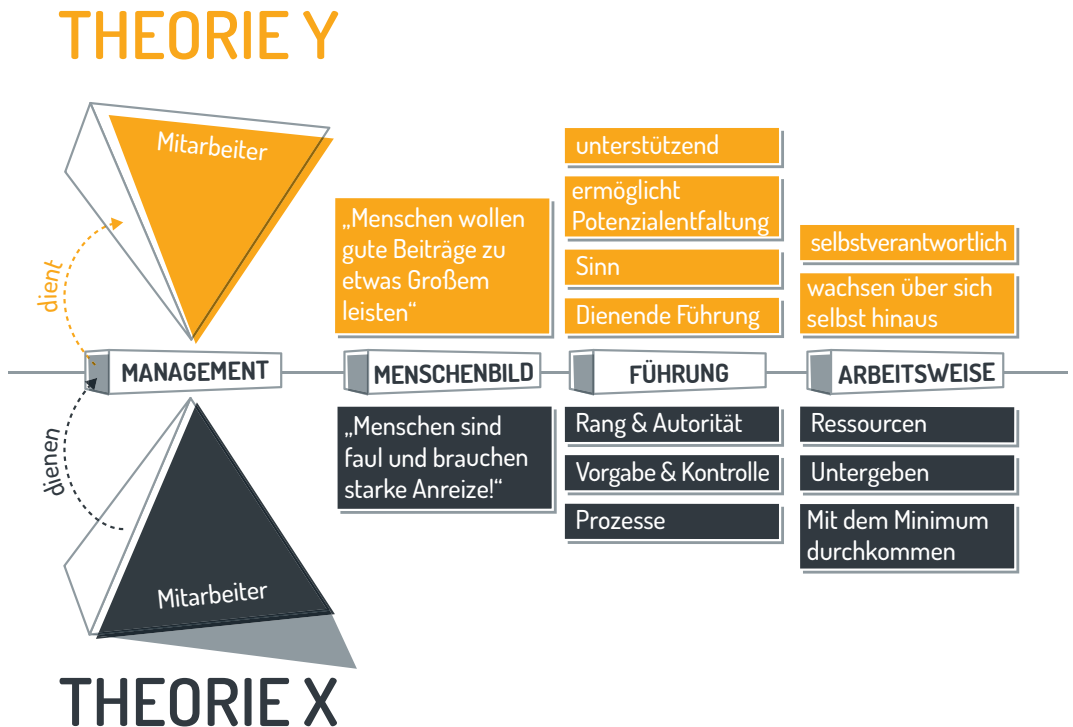 THEORIE Y
Mitarbeiter
dient
„Menschen wollen
gute Beiträge zu
etwas Großem
leisten“
unterstützend
ermöglicht
Potenzialentfaltung
Sinn
Dienende Führung
selbstverantwortlich
wachsen über sich
selbst hinaus
MANAGEMENT
MENSCHENBILD
FÜHRUNG
ARBEITSWEISE
dienen
Mitarbeiter
„Menschen sind
faul und brauchen
starke Anreize!“
Rang & Autorität
Vorgabe & Kontrolle
Prozesse
Ressourcen
Untergeben
Mit dem Minimum
durchkommen
THEORIE X